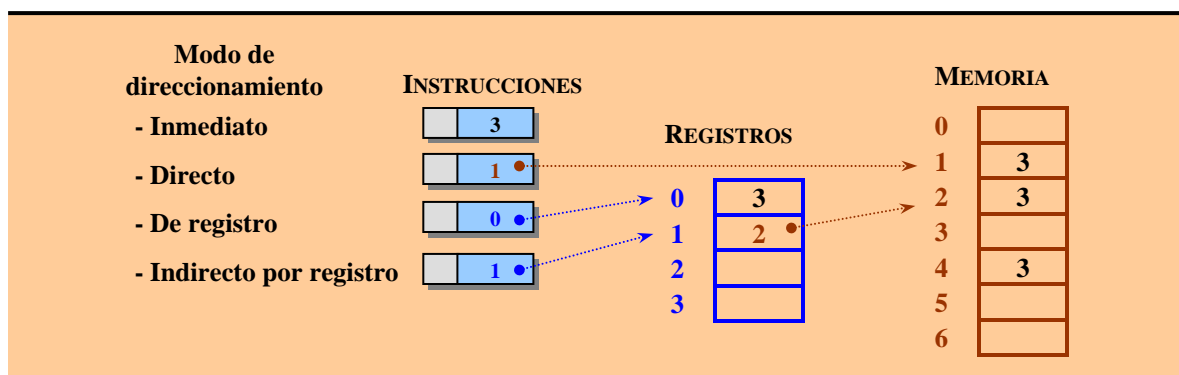 Modo de
direccionamiento
INSTRUCCIONES
MEMORIA
- Inmediato
3
REGISTROS
0
- Directo
1
1
3
0
3
2
3
- De registro
0
1
2
3
- Indirecto por registro
1
2
4
3
3
5
6